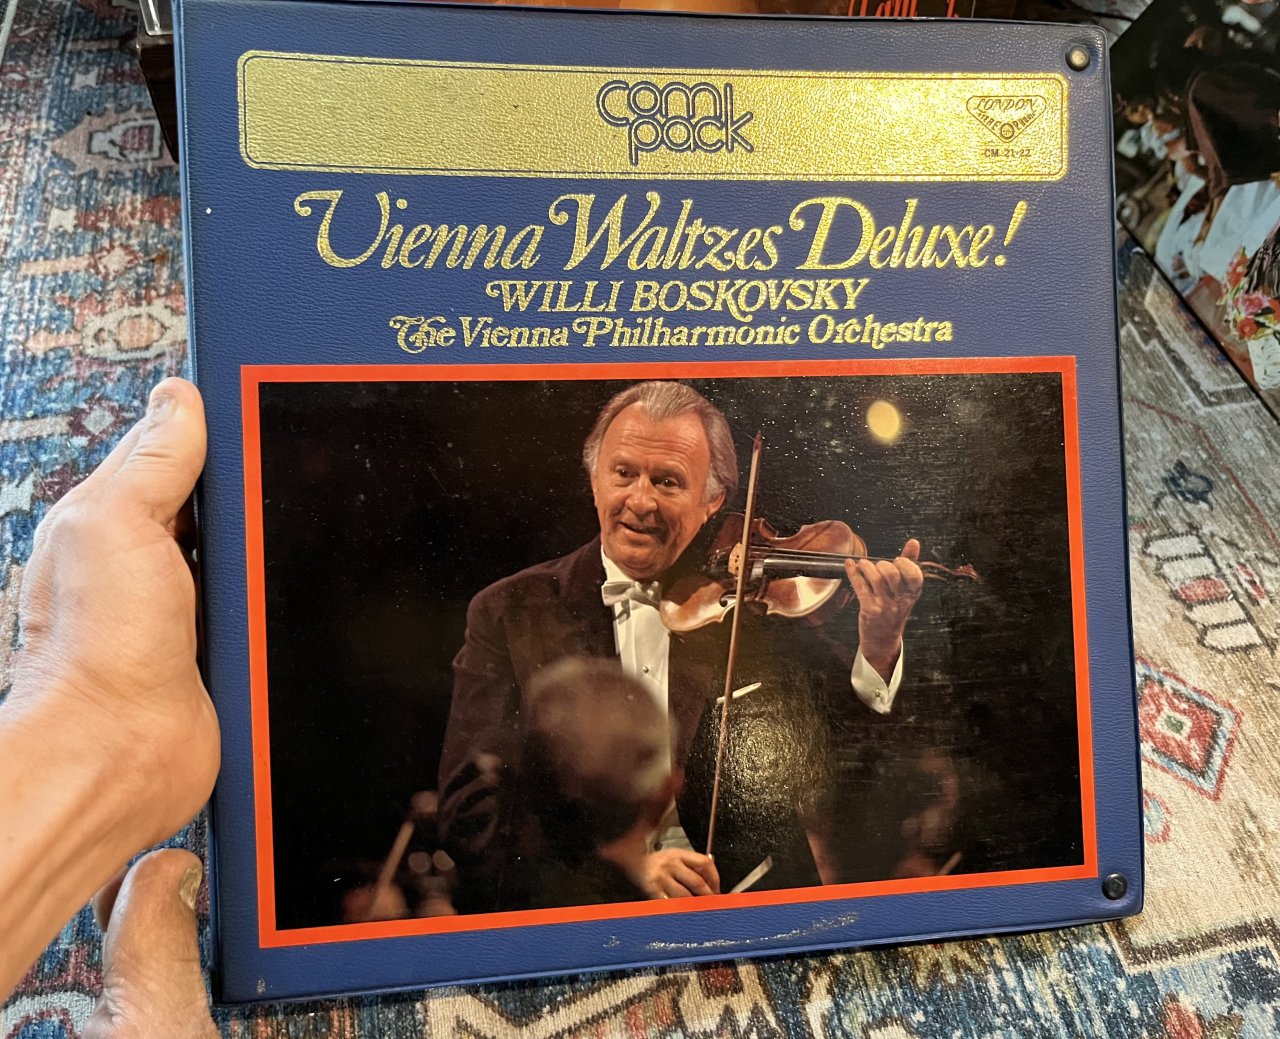 com
pack
LONDON
CM 21-22
Vienna Waltzes Deluxe!
WILLI BOSKOVSKY
The Vienna Philharmonic Orchestra